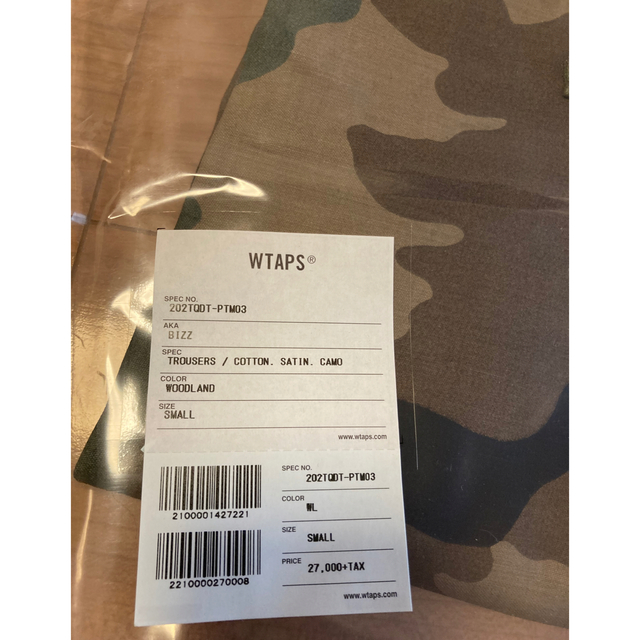 WTAPS®
SPEC NO.
202TQDT-PTM03
AKA
BIZZ
SPEC
TROUSERS / COTTON. SATIN. CAMO
COLOR
WOODLAND
SIZE
SMALL
www.wtaps.com
2100001427221
2210000270008
SPEC NO.
202TQDT-PTM03
COLOR
WL
SIZE
SMALL
PRICE
27,000+TAX
www.wtaps.com